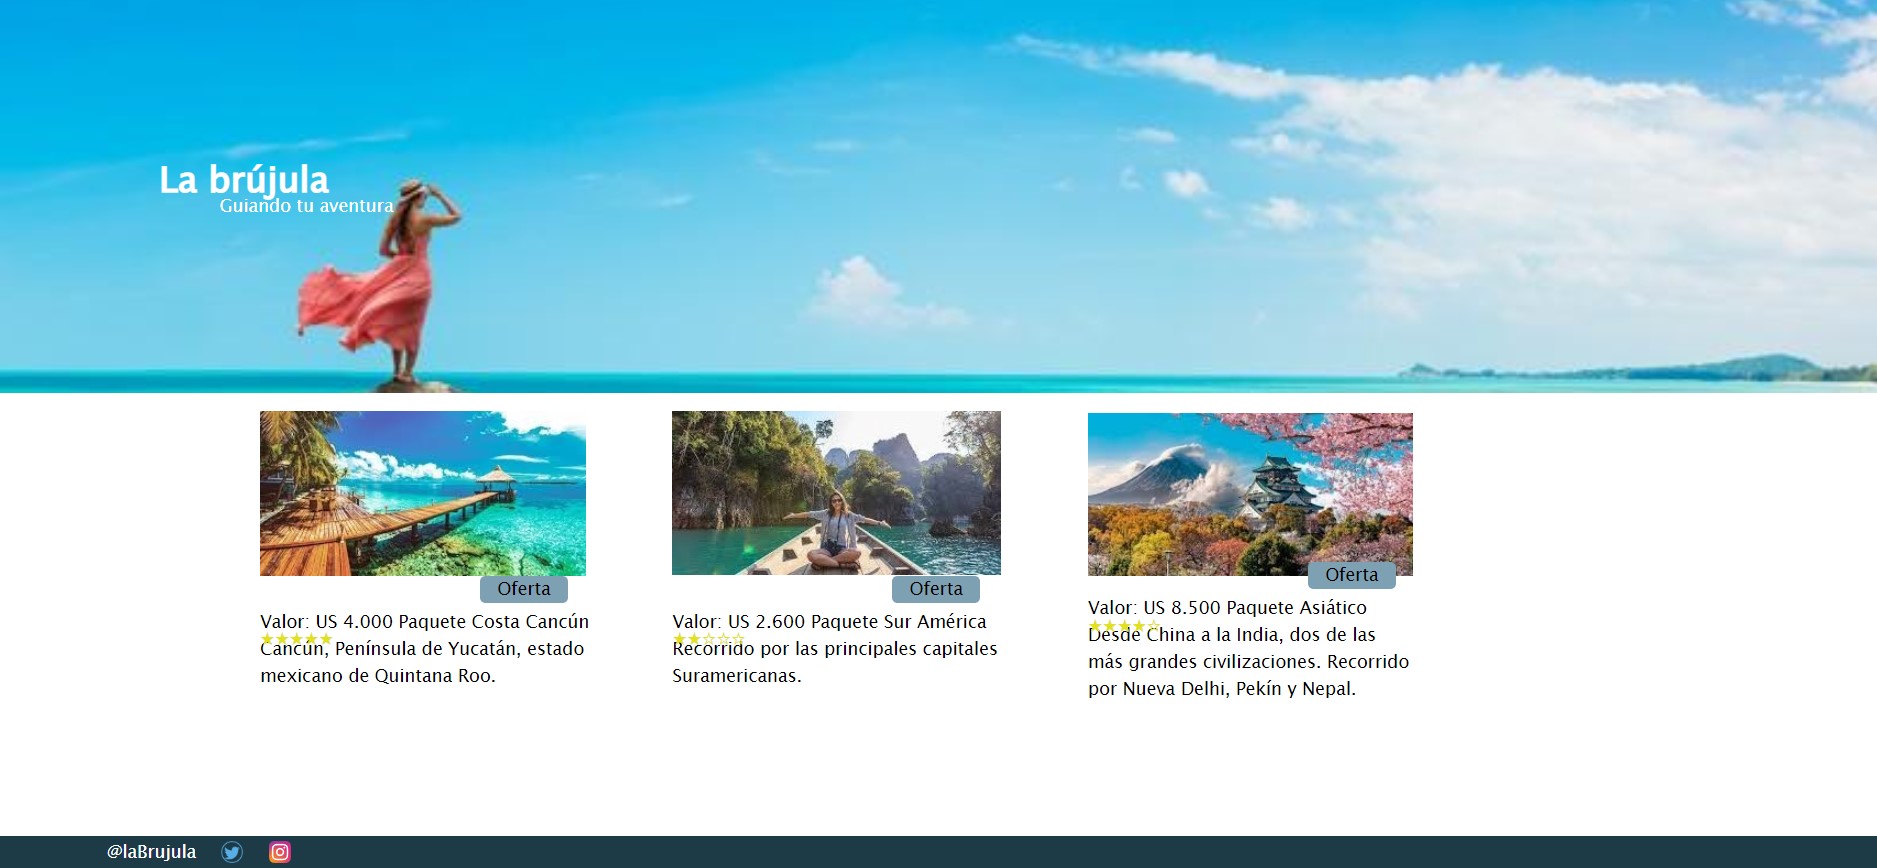 La brújula
Guiando tu aventura
Oferta
Valor: US 4.000 Paquete Costa Cancún
★★★★★
Cancún, Península de Yucatán, estado
mexicano de Quintana Roo.
Oferta
Valor: US 2.600 Paquete Sur América
★★☆☆☆
Recorrido por las principales capitales
Suramericanas.
Oferta
Valor: US 8.500 Paquete Asiático
★★★★☆
Desde China a la India, dos de las
más grandes civilizaciones. Recorrido
por Nueva Delhi, Pekín y Nepal.
@laBrujula